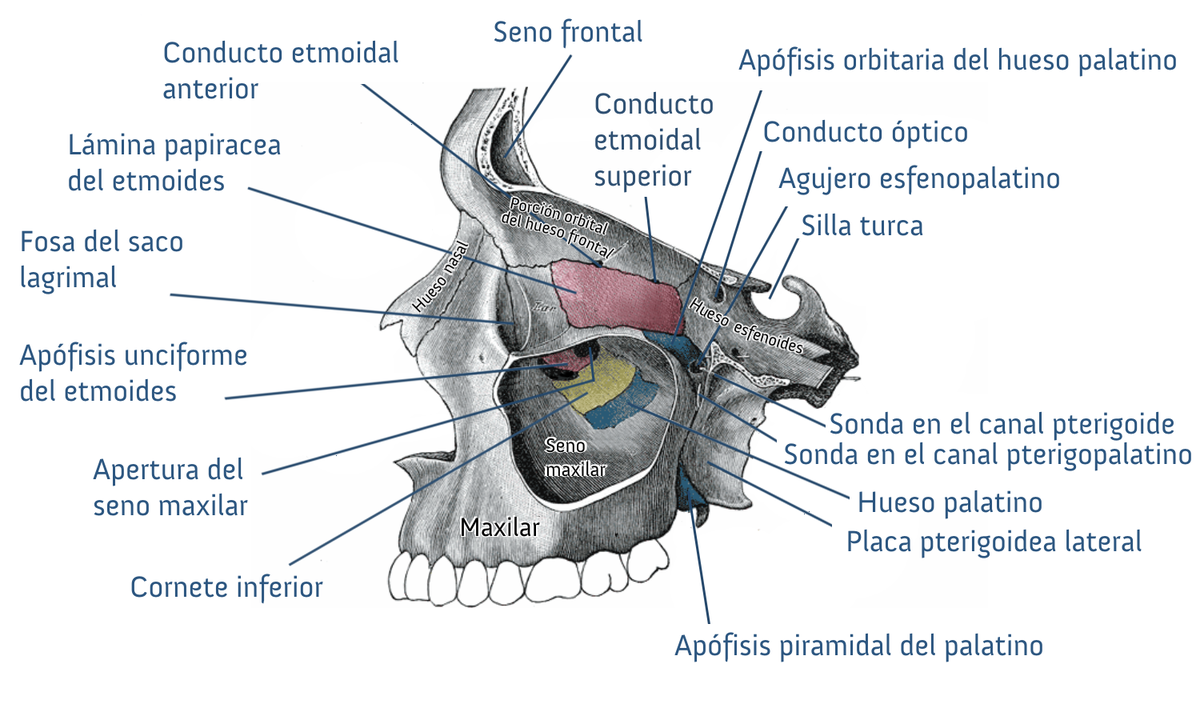 Seno frontal
Conducto etmoidal
anterior
Apófisis orbitaria del hueso palatino
Conducto
etmoidal
superior
Conducto óptico
Lámina papiracea
del etmoides
Agujero esfenopalatino
Silla turca
Porción orbital
del hueso frontal
Fosa del saco
lagrimal
Hueso nasal
Hueso esfenoides
Apófisis unciforme
del etmoides
Sonda en el canal pterigoide
Sonda en el canal pterigopalatino
Seno
maxilar
Apertura del
seno maxilar
Hueso palatino
Maxilar
Placa pterigoidea lateral
Cornete inferior
Apófisis piramidal del palatino